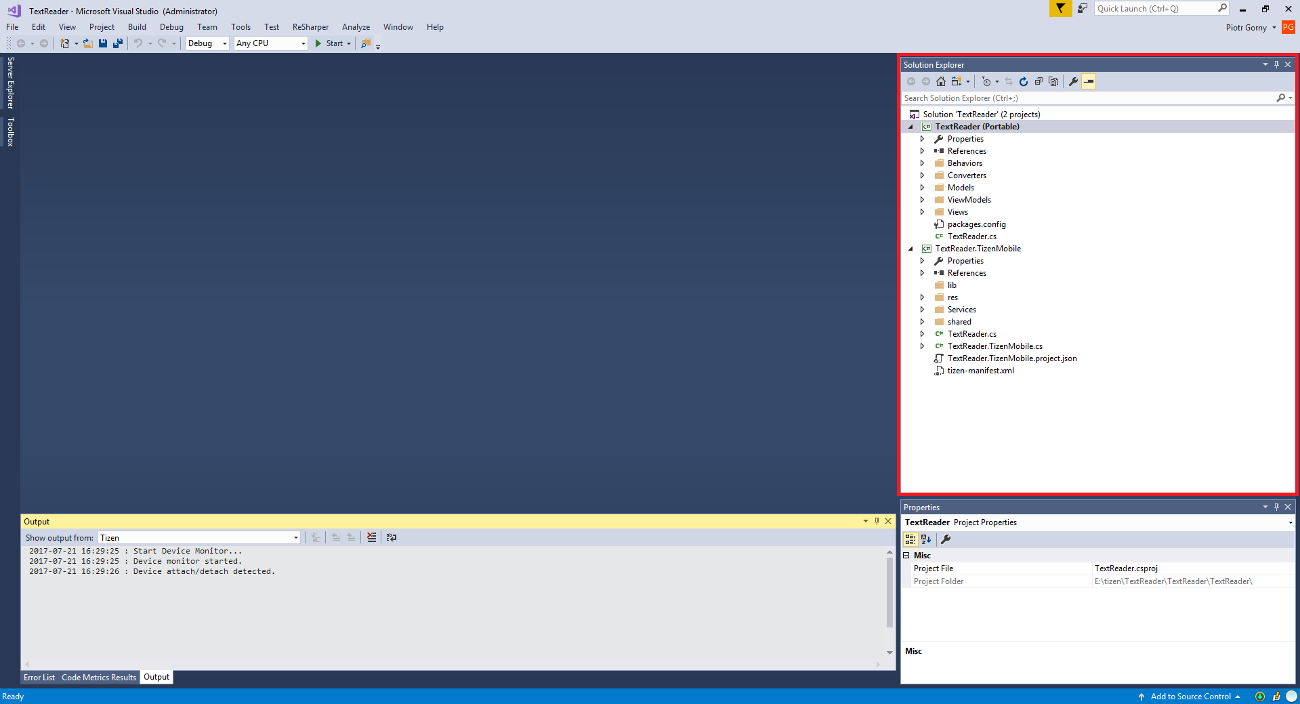 TextReader - Microsoft Visual Studio (Administrator)
Quick Launch (Ctrl+Q)
File Edit View Project Build Debug Team Tools Test ReSharper Analyze Window Help
Piotr Gorny PG
Debug Any CPU Start
Server Explorer
Toolbox
Solution Explorer
Search Solution Explorer (Ctrl+;)
Solution 'TextReader' (2 projects)
TextReader (Portable)
Properties
References
Behaviors
Converters
Models
ViewModels
Views
packages.config
C# TextReader.cs
TextReader.TizenMobile
Properties
References
lib
res
Services
shared
C# TextReader.cs
C# TextReader.TizenMobile.cs
TextReader.TizenMobile.project.json
tizen-manifest.xml
Output
Show output from: Tizen
2017-07-21 16:29:25 : Start Device Monitor...
2017-07-21 16:29:25 : Device monitor started.
2017-07-21 16:29:26 : Device attach/detach detected.
Error List Code Metrics Results Output
Properties
TextReader Project Properties
Misc
Project File TextReader.csproj
Project Folder E:\tizen\TextReader\TextReader\TextReader\
Misc
Ready
Add to Source Control